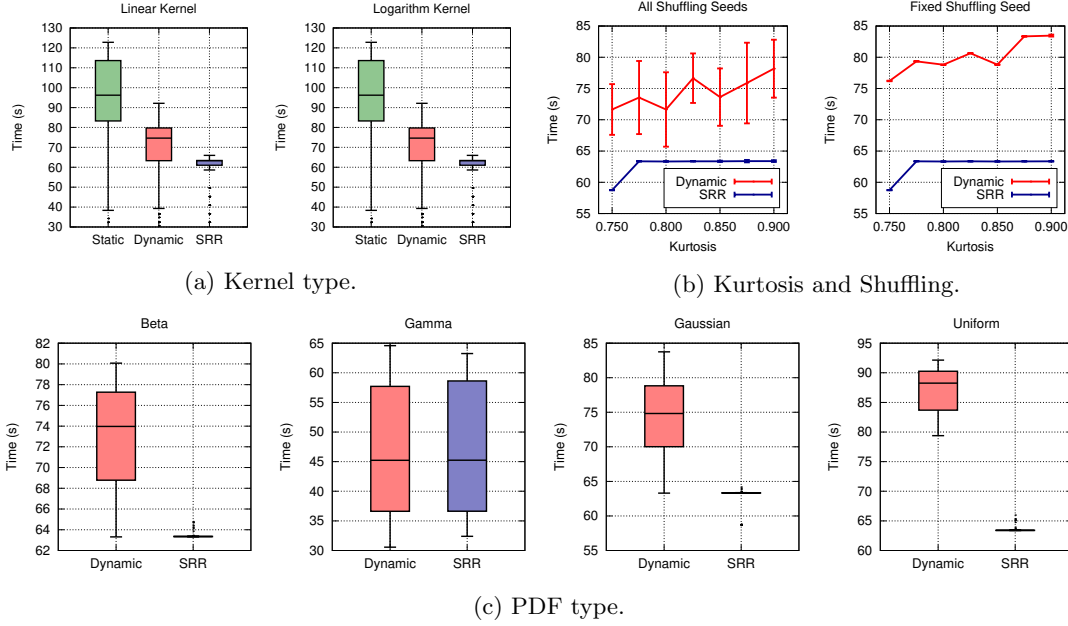 Linear Kernel
Time (s)
130
120
110
100
90
80
70
60
50
40
30
Static Dynamic SRR
Logarithm Kernel
Time (s)
130
120
110
100
90
80
70
60
50
40
30
Static Dynamic SRR
(a) Kernel type.
All Shuffling Seeds
Time (s)
85
80
75
70
65
60
55
Dynamic
SRR
0.750 0.800 0.850 0.900
Kurtosis
Fixed Shuffling Seed
Time (s)
85
80
75
70
65
60
55
Dynamic
SRR
0.750 0.800 0.850 0.900
Kurtosis
(b) Kurtosis and Shuffling.
Beta
Time (s)
82
80
78
76
74
72
70
68
66
64
62
Dynamic SRR
Gamma
Time (s)
65
60
55
50
45
40
35
30
Dynamic SRR
Gaussian
Time (s)
85
80
75
70
65
60
55
Dynamic SRR
Uniform
Time (s)
95
90
85
80
75
70
65
60
Dynamic SRR
(c) PDF type.